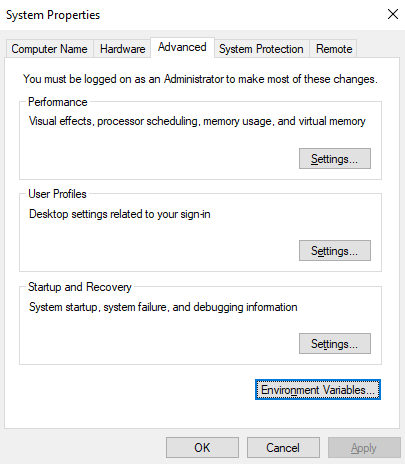 System Properties
Computer Name Hardware Advanced System Protection Remote
You must be logged on as an Administrator to make most of these changes.
Performance
Visual effects, processor scheduling, memory usage, and virtual memory
Settings...
User Profiles
Desktop settings related to your sign-in
Settings...
Startup and Recovery
System startup, system failure, and debugging information
Settings...
Environment Variables...
OK Cancel Apply